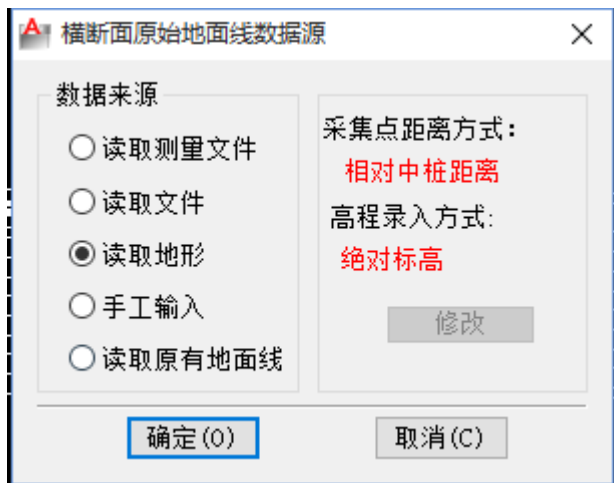 横断面原始地面线数据源
数据来源
读取测量文件
读取文件
读取地形
手工输入
读取原有地面线
采集点距离方式：
相对中桩距离
高程录入方式:
绝对标高
修改
确定(O)
取消(C)